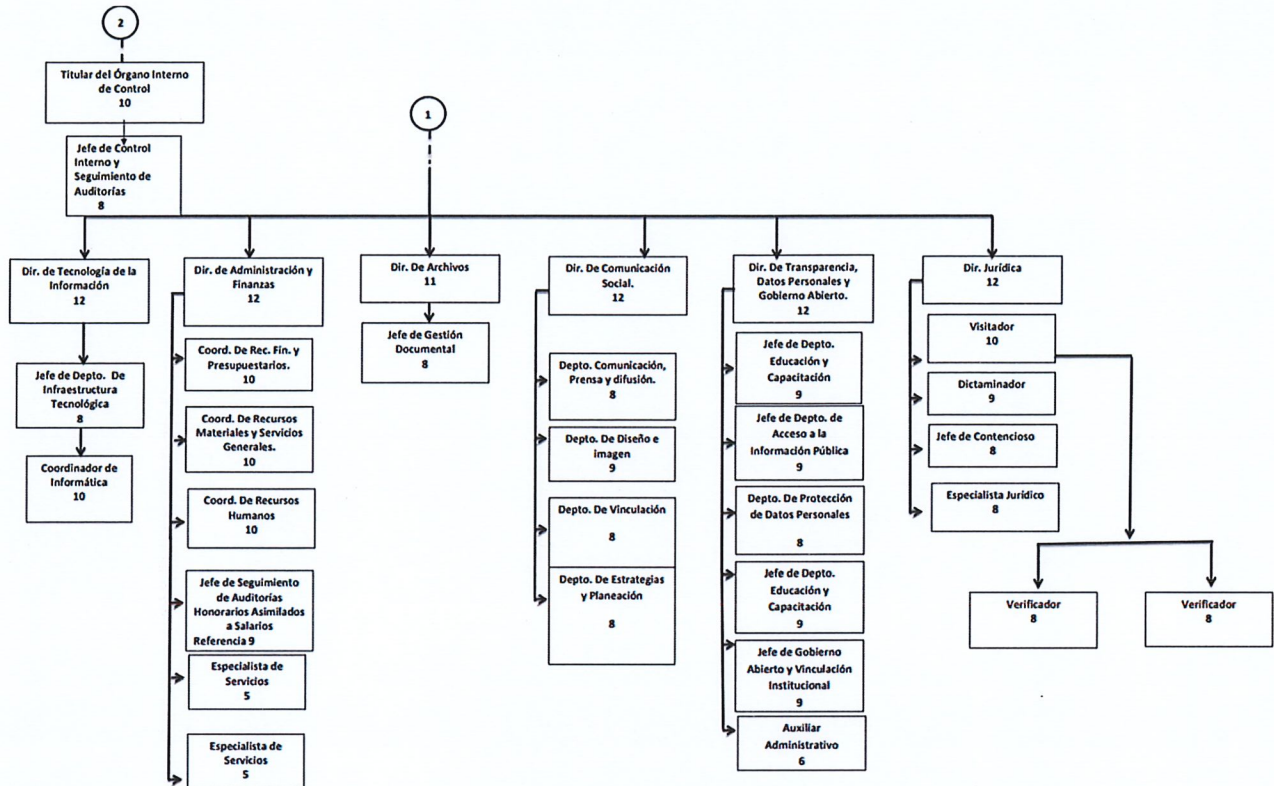 2
Titular del Órgano Interno
de Control
10
Jefe de Control
Interno y
Seguimiento de
Auditorías
8
1
Dir. de Tecnología de la
Información
12
Jefe de Depto. De
Infraestructura
Tecnológica
8
Coordinador de
Informática
10
Dir. de Administración y
Finanzas
12
Coord. De Rec. Fin. y
Presupuestarios.
10
Coord. De Recursos
Materiales y Servicios
Generales.
10
Coord. De Recursos
Humanos
10
Jefe de Seguimiento
de Auditorías
Honorarios Asimilados
a Salarios
Referencia 9
Especialista de
Servicios
5
Especialista de
Servicios
5
Dir. De Archivos
11
Jefe de Gestión
Documental
8
Dir. De Comunicación
Social.
12
Depto. Comunicación,
Prensa y difusión.
8
Depto. De Diseño e
imagen
9
Depto. De Vinculación
8
Depto. De Estrategias
y Planeación
8
Dir. De Transparencia,
Datos Personales y
Gobierno Abierto.
12
Jefe de Depto.
Educación y
Capacitación
9
Jefe de Depto. de
Acceso a la
Información Pública
9
Depto. De Protección
de Datos Personales
8
Jefe de Depto.
Educación y
Capacitación
9
Jefe de Gobierno
Abierto y Vinculación
Institucional
9
Auxiliar
Administrativo
6
Dir. Jurídica
12
Visitador
10
Dictaminador
9
Jefe de Contencioso
8
Especialista Jurídico
8
Verificador
8
Verificador
8